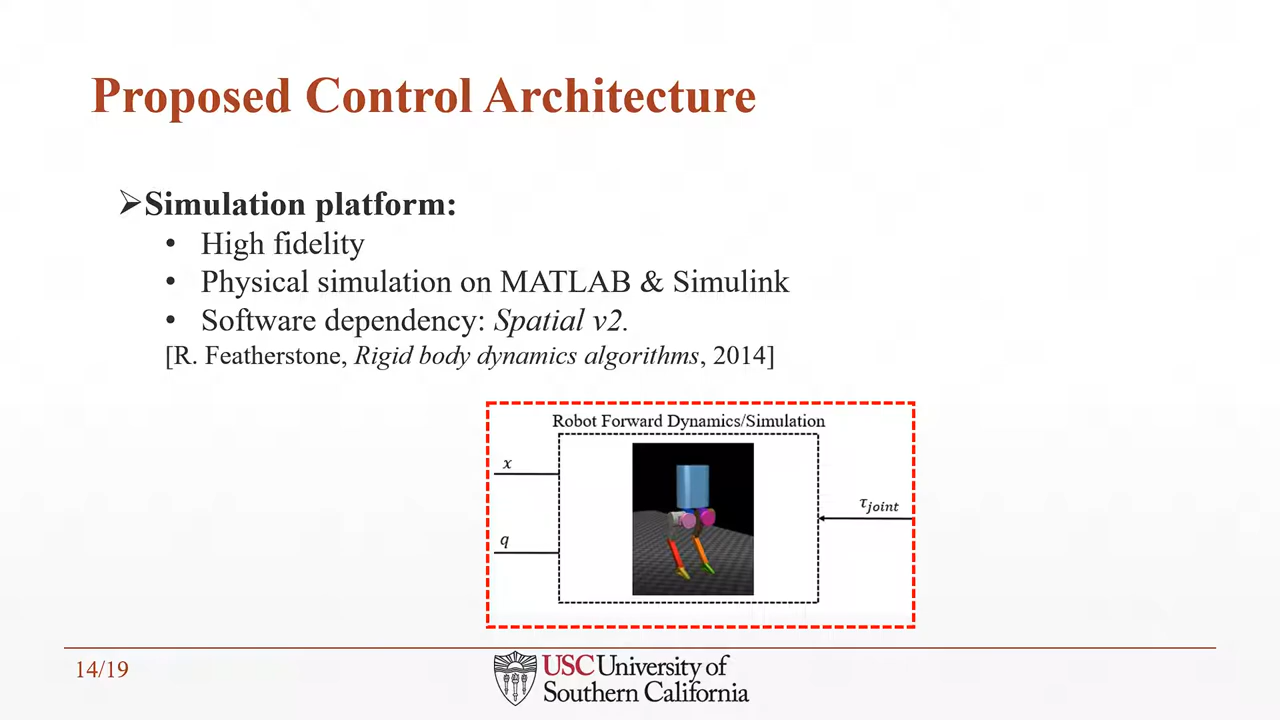 Proposed Control Architecture
➢Simulation platform:
• High fidelity
• Physical simulation on MATLAB & Simulink
• Software dependency: Spatial v2.
[R. Featherstone, Rigid body dynamics algorithms, 2014]
Robot Forward Dynamics/Simulation
x
τjoint
q
14/19
USC University of
Southern California